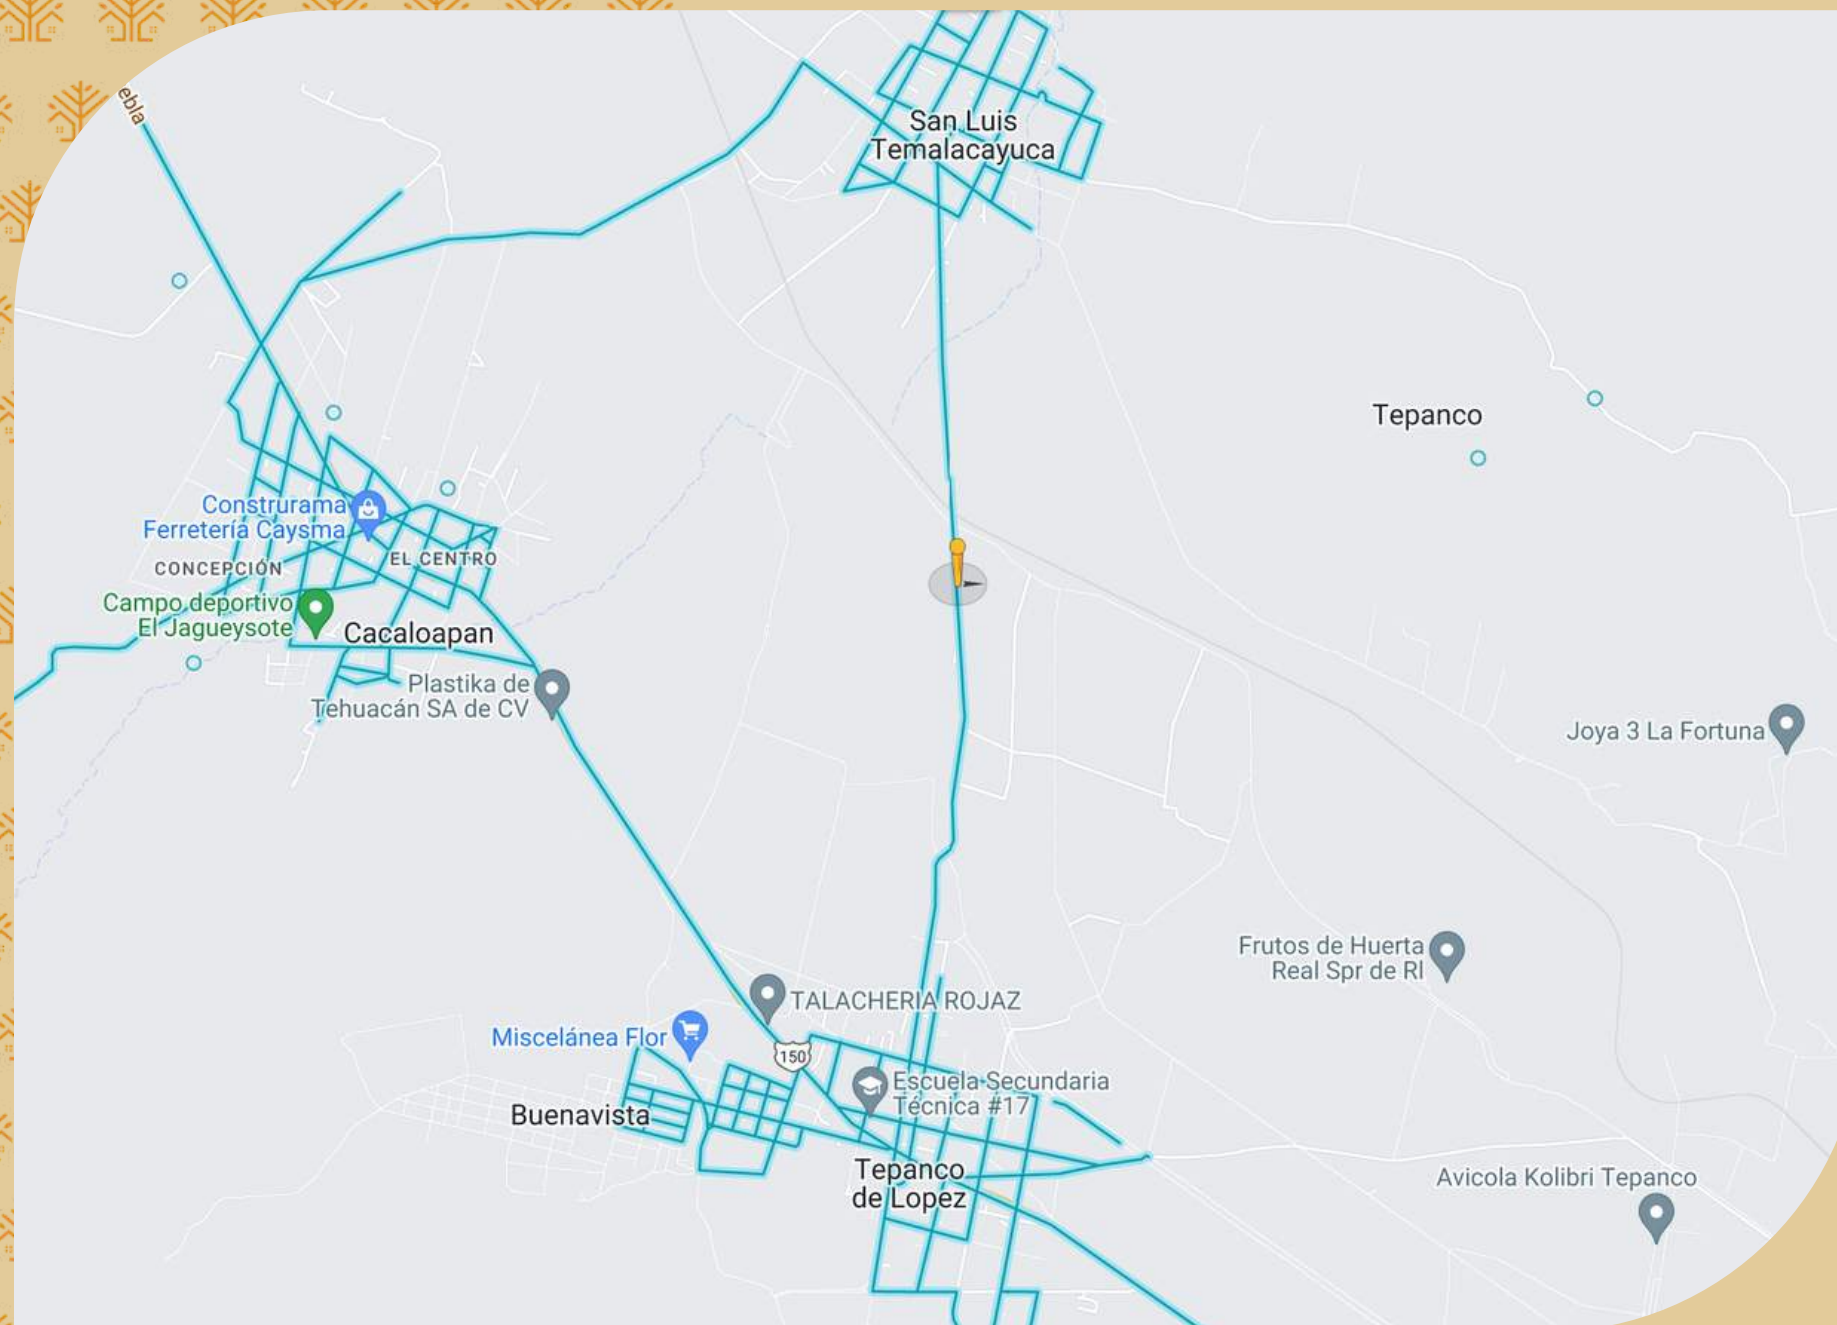 ebla
San Luis
Temalacayuca
Tepanco
Construrama
Ferretería Caysma
EL CENTRO
CONCEPCIÓN
Campo deportivo
El Jagueysote
Cacaloapan
Plastika de
Tehuacán SA de CV
Joya 3 La Fortuna
Frutos de Huerta
Real Spr de Rl
TALACHERIA ROJAZ
Miscelánea Flor
150
Escuela Secundaria
Técnica #17
Buenavista
Tepanco
de Lopez
Avicola Kolibri Tepanco